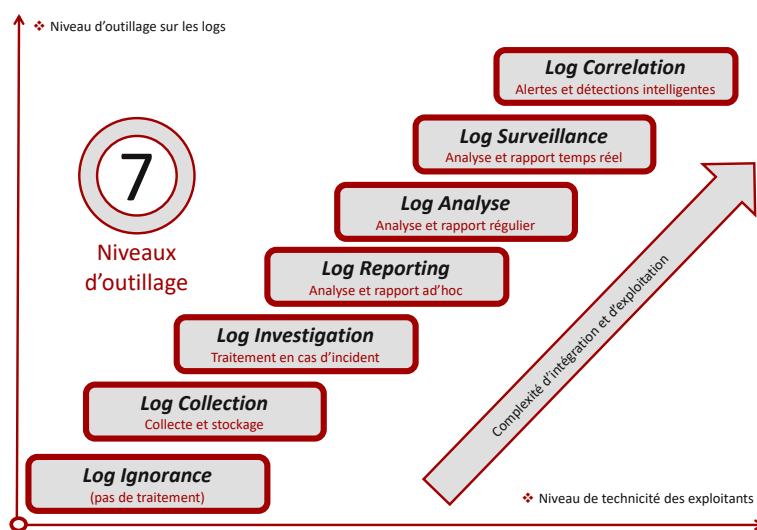 ❖ Niveau d’outillage sur les logs
Log Correlation
Alertes et détections intelligentes
Log Surveillance
Analyse et rapport temps réel
7
Niveaux
d’outillage
Log Analyse
Analyse et rapport régulier
Log Reporting
Analyse et rapport ad’hoc
Log Investigation
Traitement en cas d’incident
Complexité d’intégration et d’exploitation
Log Collection
Collecte et stockage
Log Ignorance
(pas de traitement)
❖ Niveau de technicité des exploitants